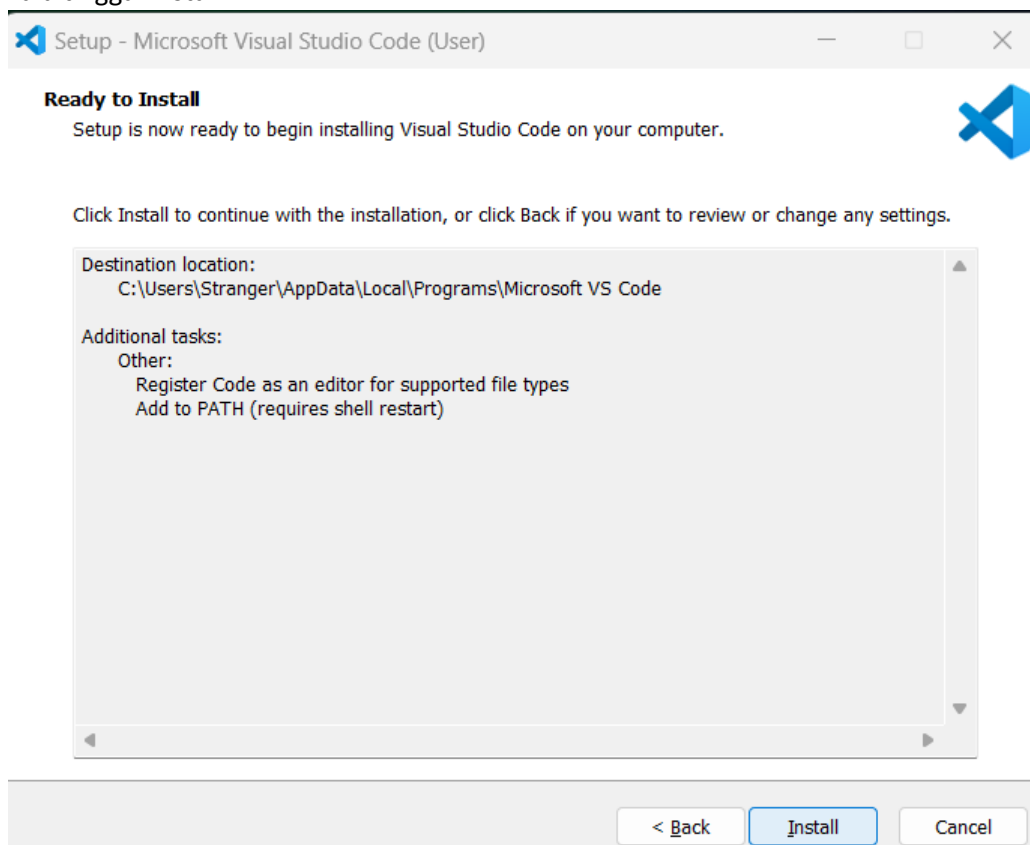 Setup - Microsoft Visual Studio Code (User)
Ready to Install
Setup is now ready to begin installing Visual Studio Code on your computer.
Click Install to continue with the installation, or click Back if you want to review or change any settings.
Destination location:
C:\Users\Stranger\AppData\Local\Programs\Microsoft VS Code
Additional tasks:
Other:
Register Code as an editor for supported file types
Add to PATH (requires shell restart)
< Back
Install
Cancel